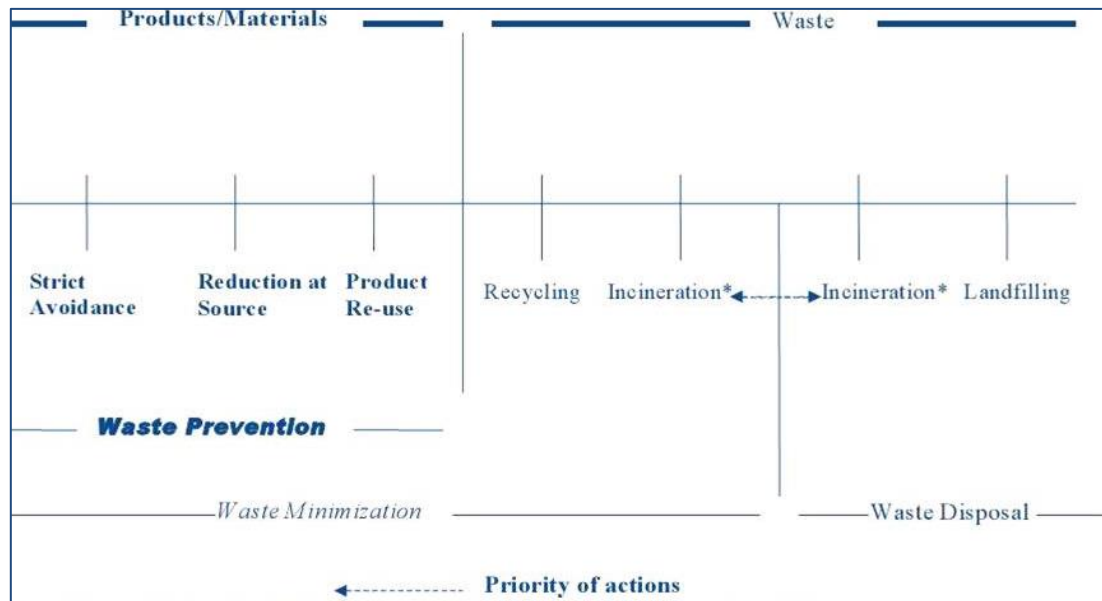 Products/Materials
Waste
Strict
Avoidance
Reduction at
Source
Product
Re-use
Recycling
Incineration*
Incineration*
Landfilling
Waste Prevention
Waste Minimization
Waste Disposal
Priority of actions